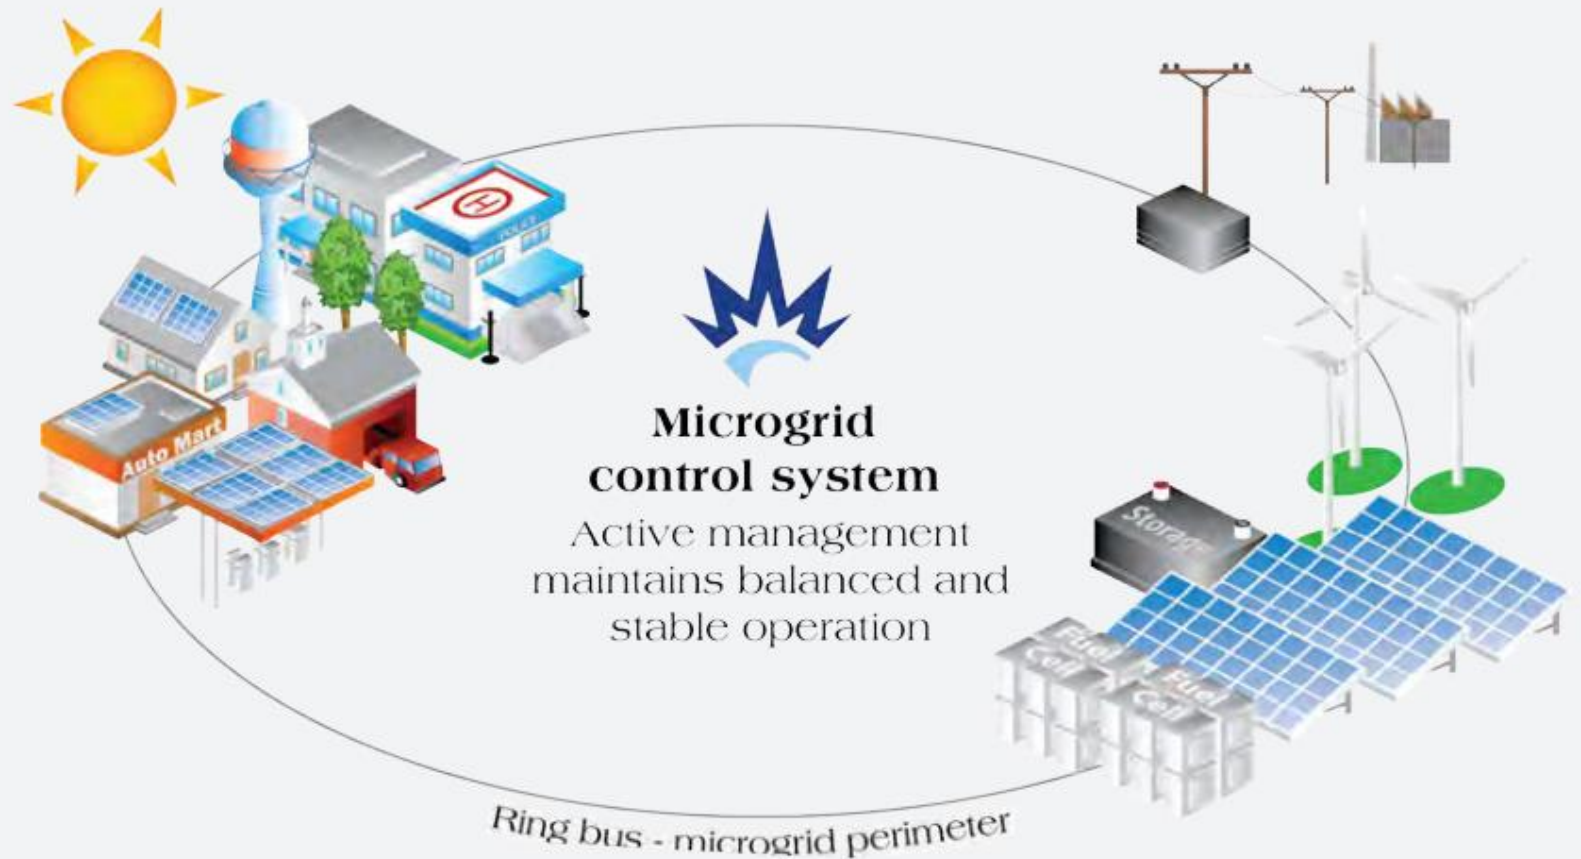 H
POLICE
Auto Mart
Microgrid
control system
Active management
maintains balanced and
stable operation
Storage
Fuel
Cell
Fuel
Cell
Ring bus - microgrid perimeter